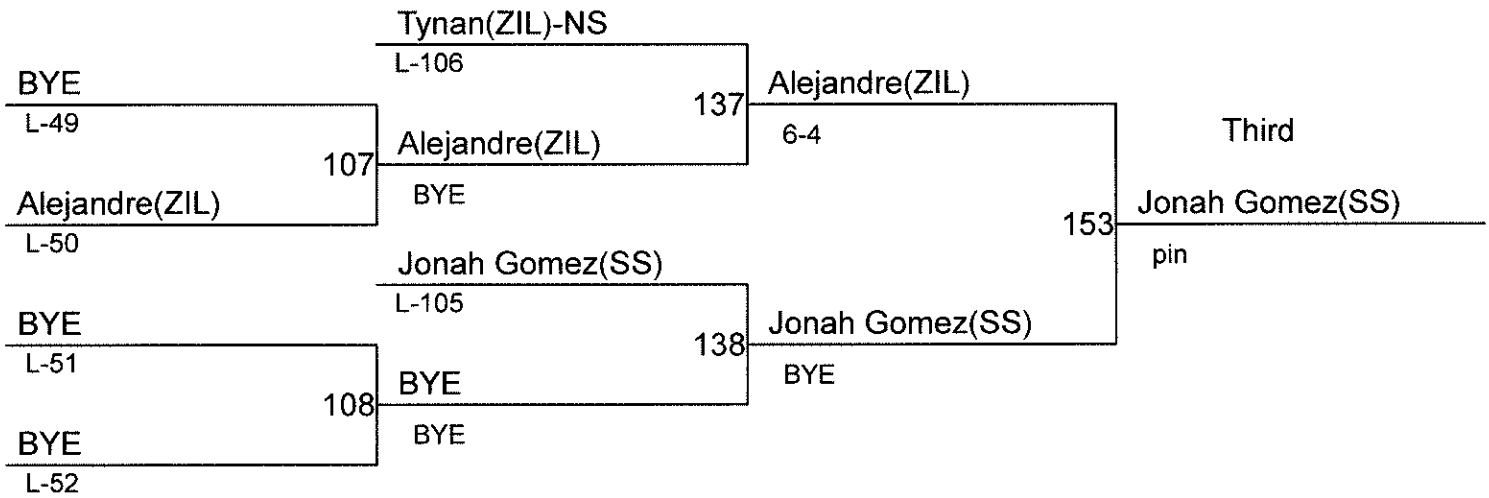 Tynan(ZIL)-NS
L-106
BYE
L-49
137
Alejandre(ZIL)
6-4
Third
107
Alejandre(ZIL)
BYE
Alejandre(ZIL)
L-50
153
Jonah Gomez(SS)
pin
Jonah Gomez(SS)
L-105
BYE
L-51
138
Jonah Gomez(SS)
BYE
108
BYE
BYE
BYE
L-52